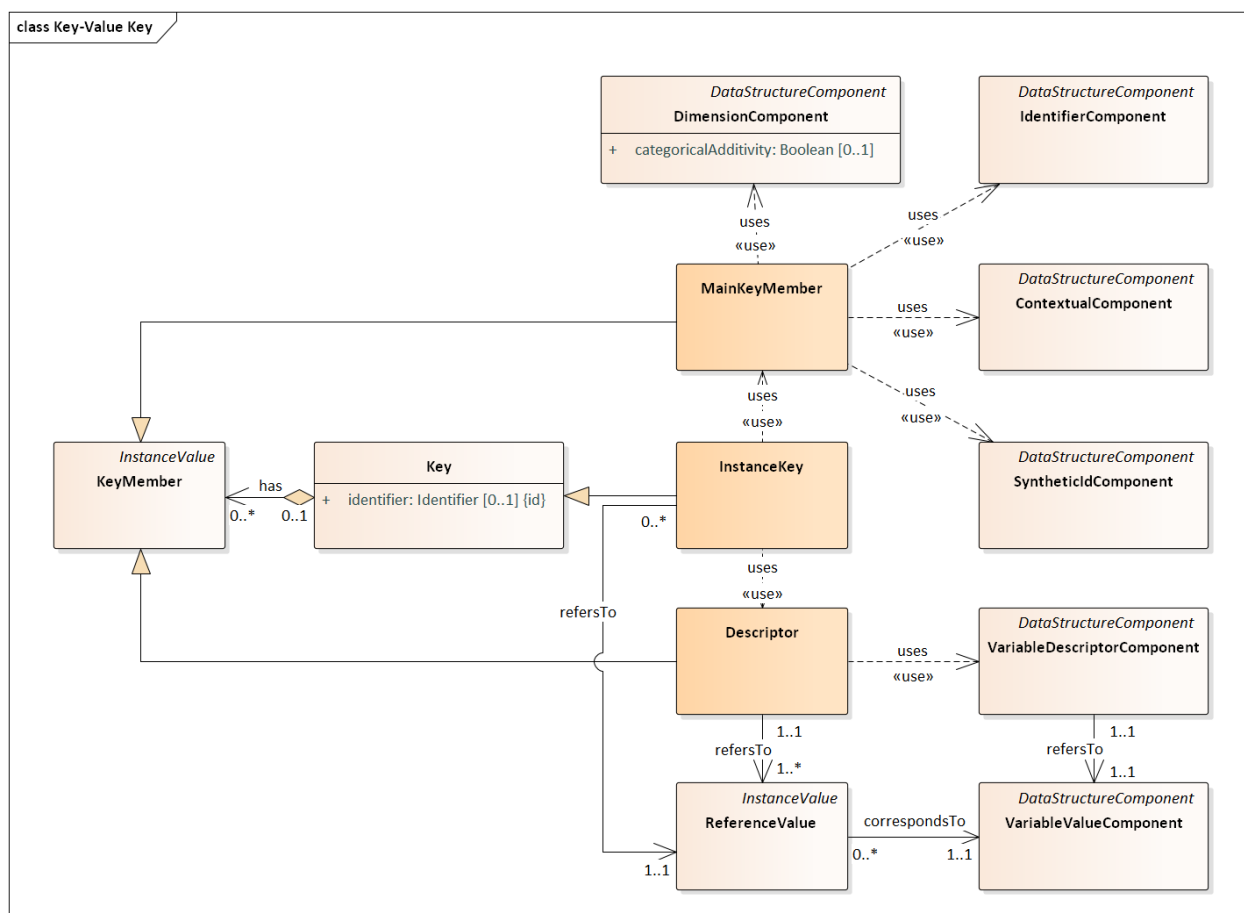 class Key-Value Key
DataStructureComponent
DimensionComponent
+ categoricalAdditivity: Boolean [0..1]
DataStructureComponent
IdentifierComponent
uses
«use»
uses
«use»
MainKeyMember
DataStructureComponent
ContextualComponent
uses
«use»
uses
«use»
uses
«use»
InstanceValue
KeyMember
has
0..*
0..1
Key
+ identifier: Identifier [0..1] {id}
InstanceKey
0..*
DataStructureComponent
SyntheticIdComponent
uses
«use»
refersTo
Descriptor
uses
«use»
DataStructureComponent
VariableDescriptorComponent
1..1
refersTo
1..*
1..1
refersTo
1..1
InstanceValue
ReferenceValue
1..1
correspondsTo
0..*
1..1
DataStructureComponent
VariableValueComponent